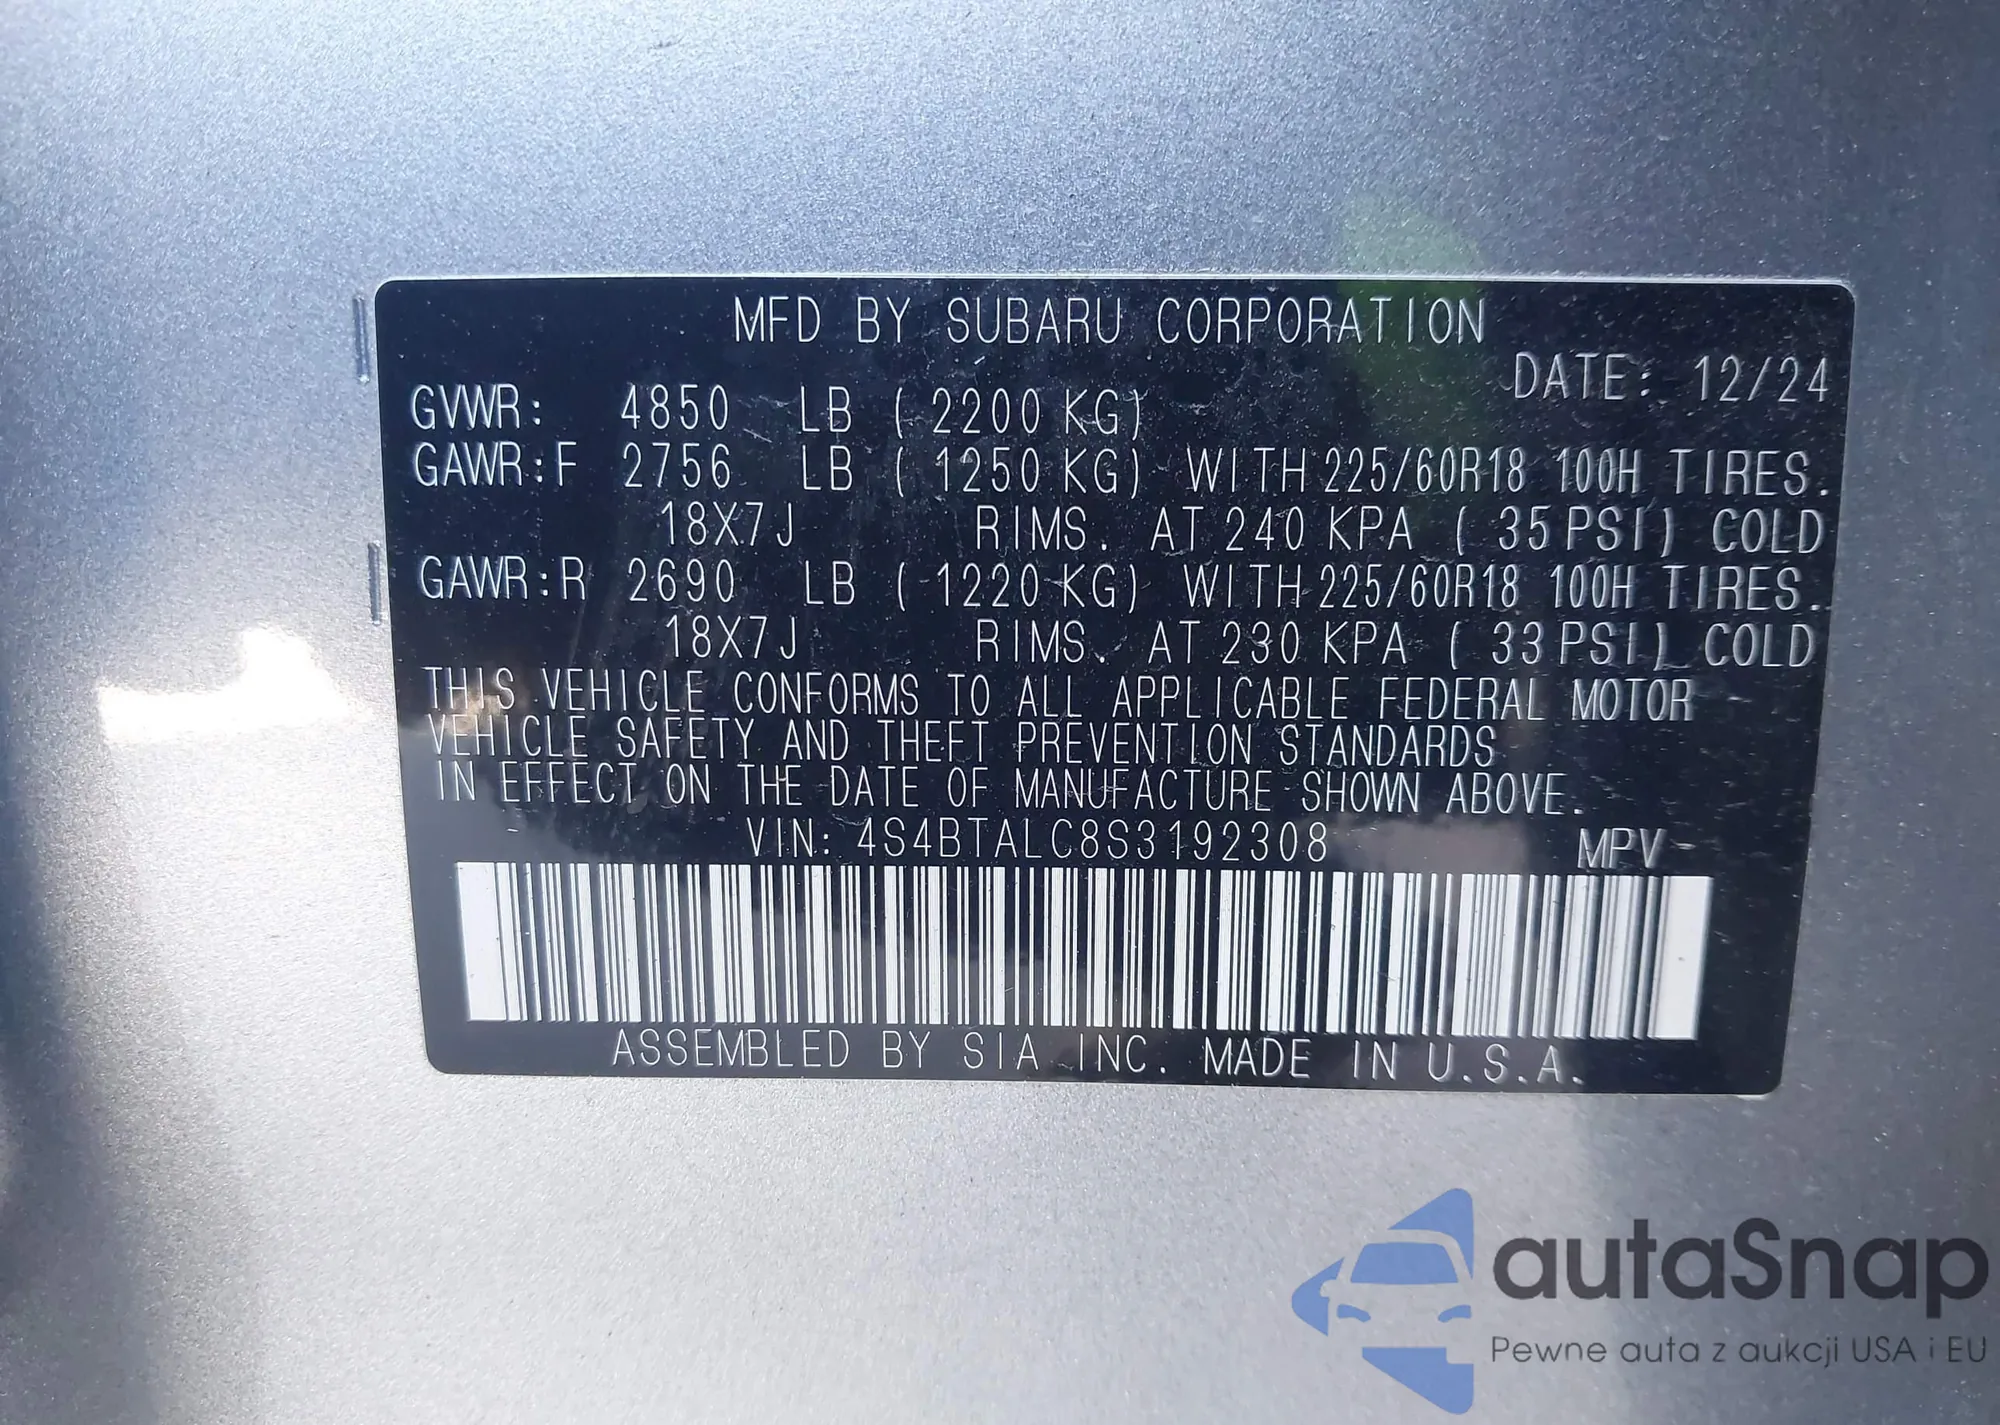 MFD BY SUBARU CORPORATION
DATE: 12/24
GVWR: 4850 LB ( 2200 KG)
GAWR:F 2756 LB ( 1250 KG) WITH 225/60R18 100H TIRES.
18X7J RIMS. AT 240 KPA ( 35 PSI) COLD
GAWR:R 2690 LB ( 1220 KG) WITH 225/60R18 100H TIRES.
18X7J RIMS. AT 230 KPA ( 33 PSI) COLD
THIS VEHICLE CONFORMS TO ALL APPLICABLE FEDERAL MOTOR
VEHICLE SAFETY AND THEFT PREVENTION STANDARDS
IN EFFECT ON THE DATE OF MANUFACTURE SHOWN ABOVE.
VIN: 4S4BTALC8S3192308 MPV
ASSEMBLED BY SIA INC. MADE IN U.S.A.
autaSnap
Pewne auta z aukcji USA i EU